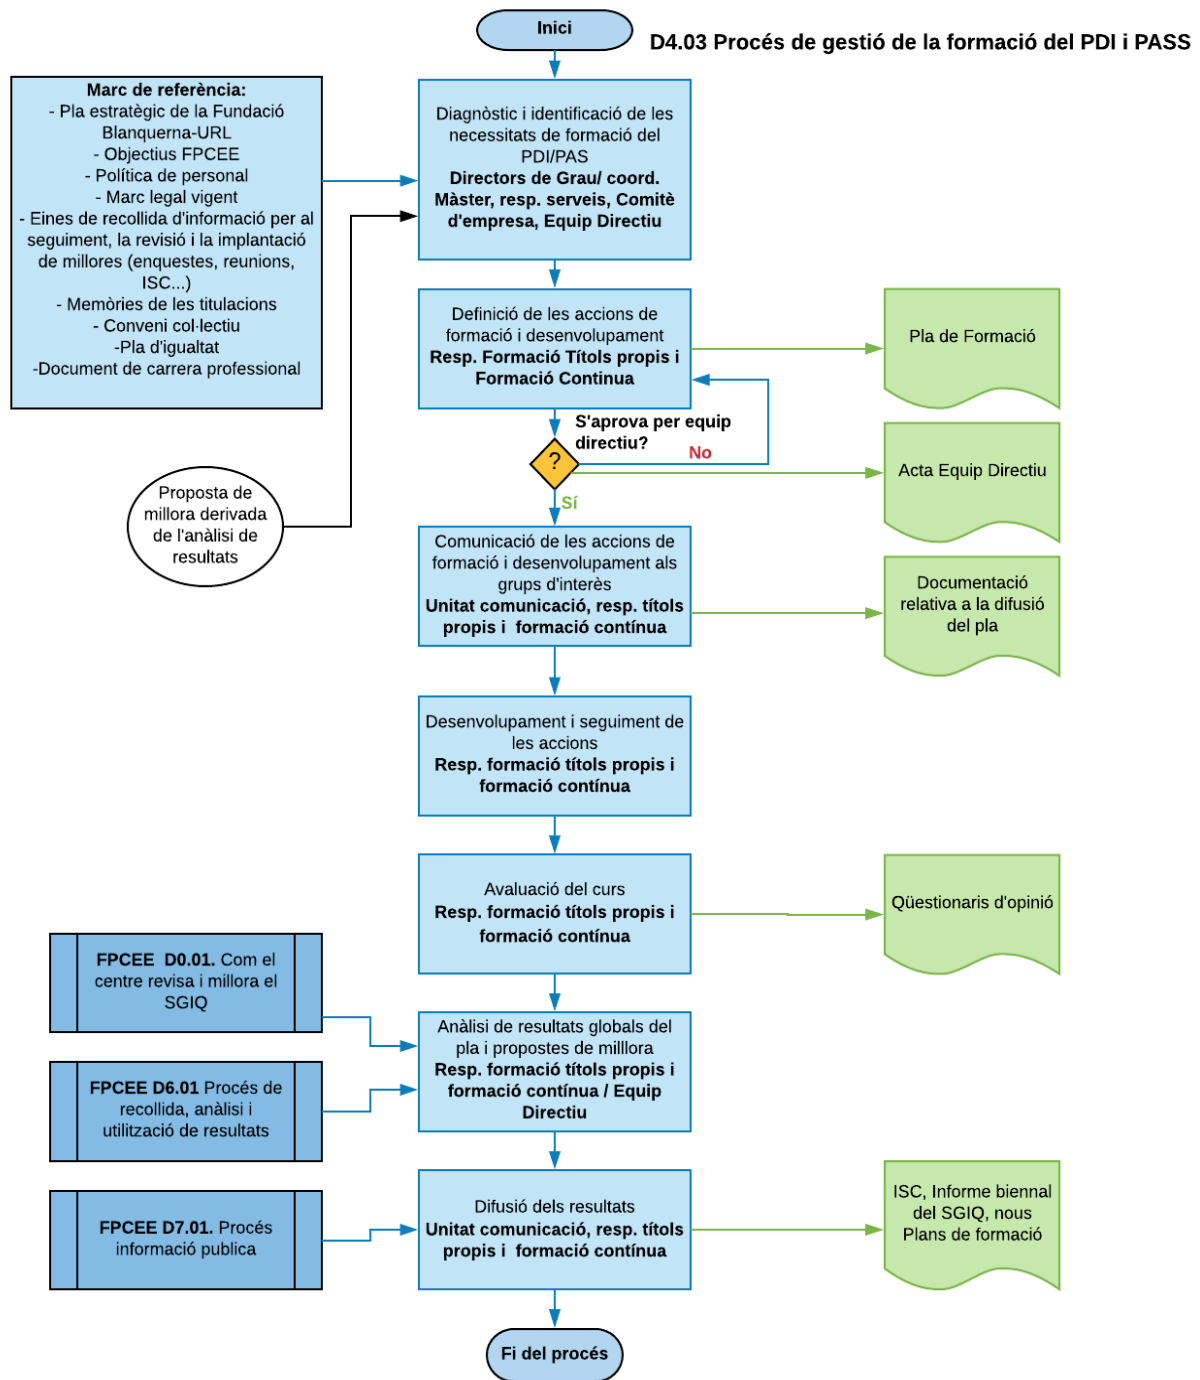 Inici
D4.03 Procés de gestió de la formació del PDI i PASS
Marc de referència:
- Pla estratègic de la Fundació
Blanquerna-URL
- Objectius FPCEE
- Política de personal
- Marc legal vigent
- Eines de recollida d'informació per al
seguiment, la revisió i la implantació
de millores (enquestes, reunions,
ISC...)
- Memòries de les titulacions
- Conveni col·lectiu
-Pla d'igualtat
-Document de carrera professional
Diagnòstic i identificació de les
necessitats de formació del
PDI/PAS
Directors de Grau/ coord.
Màster, resp. serveis, Comitè
d'empresa, Equip Directiu
Definició de les accions de
formació i desenvolupament
Resp. Formació Títols propis i
Formació Continua
Pla de Formació
S'aprova per equip
directiu?
No
?
Sí
Acta Equip Directiu
Proposta de
millora derivada
de l'anàlisi de
resultats
Comunicació de les accions de
formació i desenvolupament als
grups d'interès
Unitat comunicació, resp. títols
propis i  formació contínua
Documentació
relativa a la difusió
del pla
Desenvolupament i seguiment de
les accions
Resp. formació títols propis i
formació contínua
Avaluació del curs
Resp. formació títols propis i
formació contínua
Qüestionaris d'opinió
FPCEE  D0.01. Com el
centre revisa i millora el
SGIQ
FPCEE D6.01 Procés de
recollida, anàlisi i
utilització de resultats
Anàlisi de resultats globals del
pla i propostes de milllora
Resp. formació títols propis i
formació contínua / Equip
Directiu
FPCEE D7.01. Procés
informació publica
Difusió dels resultats
Unitat comunicació, resp. títols
propis i  formació contínua
ISC, Informe biennal
del SGIQ, nous
Plans de formació
Fi del procés